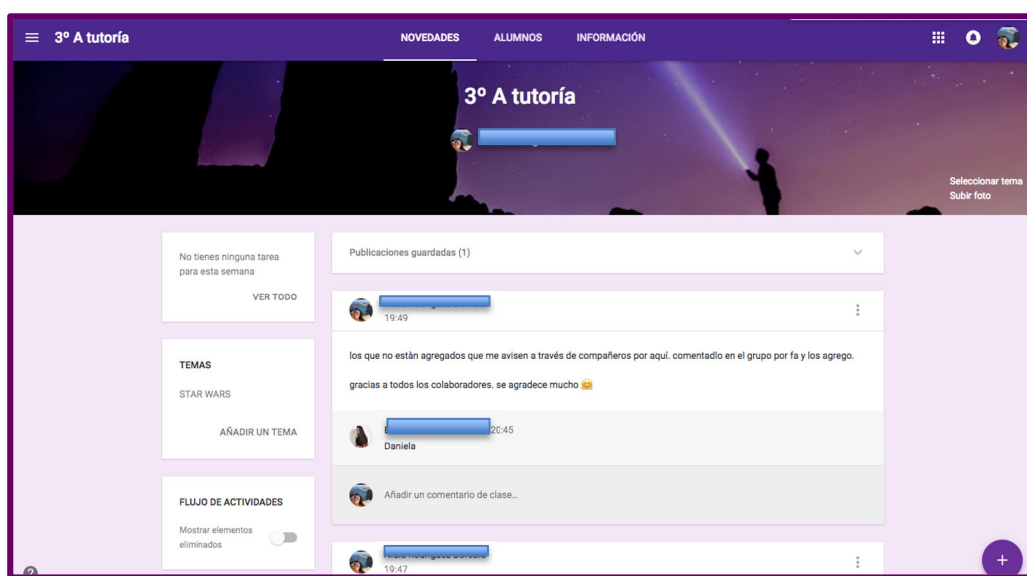 3º A tutoría
NOVEDADES
ALUMNOS
INFORMACIÓN
3º A tutoría
Seleccionar tema
Subir foto
No tienes ninguna tarea
para esta semana
VER TODO
TEMAS
STAR WARS
AÑADIR UN TEMA
FLUJO DE ACTIVIDADES
Mostrar elementos
eliminados
Publicaciones guardadas (1)
19:49
los que no estàn agregados que me avisen a través de compañeros por aquí. comentadlo en el grupo por fa y los agrego.
gracias a todos los colaboradores. se agradece mucho 🤗
20:45
Daniela
Añadir un comentario de clase...
19:47